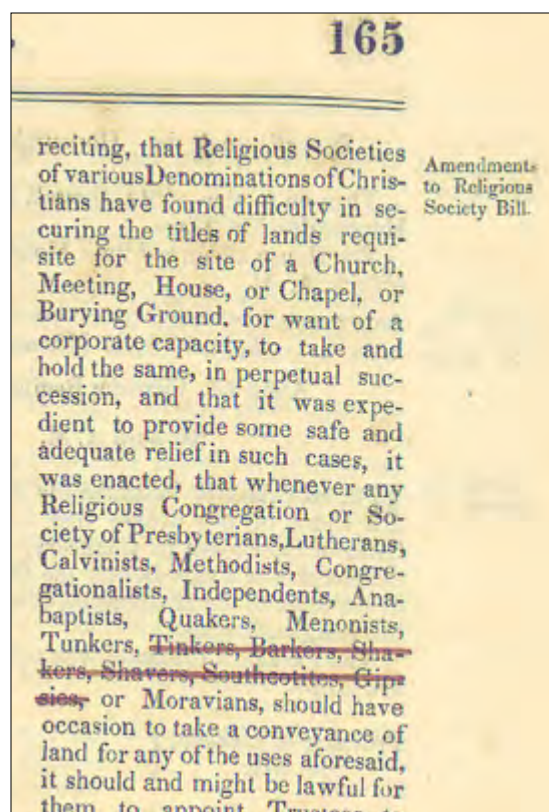 165
reciting, that Religious Societies
of various Denominations of Chris-
tians have found difficulty in se-
curing the titles of lands requi-
site for the site of a Church,
Meeting, House, or Chapel, or
Burying Ground, for want of a
corporate capacity, to take and
hold the same, in perpetual suc-
cession, and that it was expe-
dient to provide some safe and
adequate relief in such cases, it
was enacted, that whenever any
Religious Congregation or So-
ciety of Presbyterians, Lutherans,
Calvinists, Methodists, Congre-
gationalists, Independents, Ana-
baptists, Quakers, Menonists,
Tunkers, Tinkers, Barkers, Sha-
kers, Shavers, Southcotites, Gip-
sies, or Moravians, should have
occasion to take a conveyance of
land for any of the uses aforesaid,
it should and might be lawful for
them to appoint Trustees to
Amendments
to Religious
Society Bill.